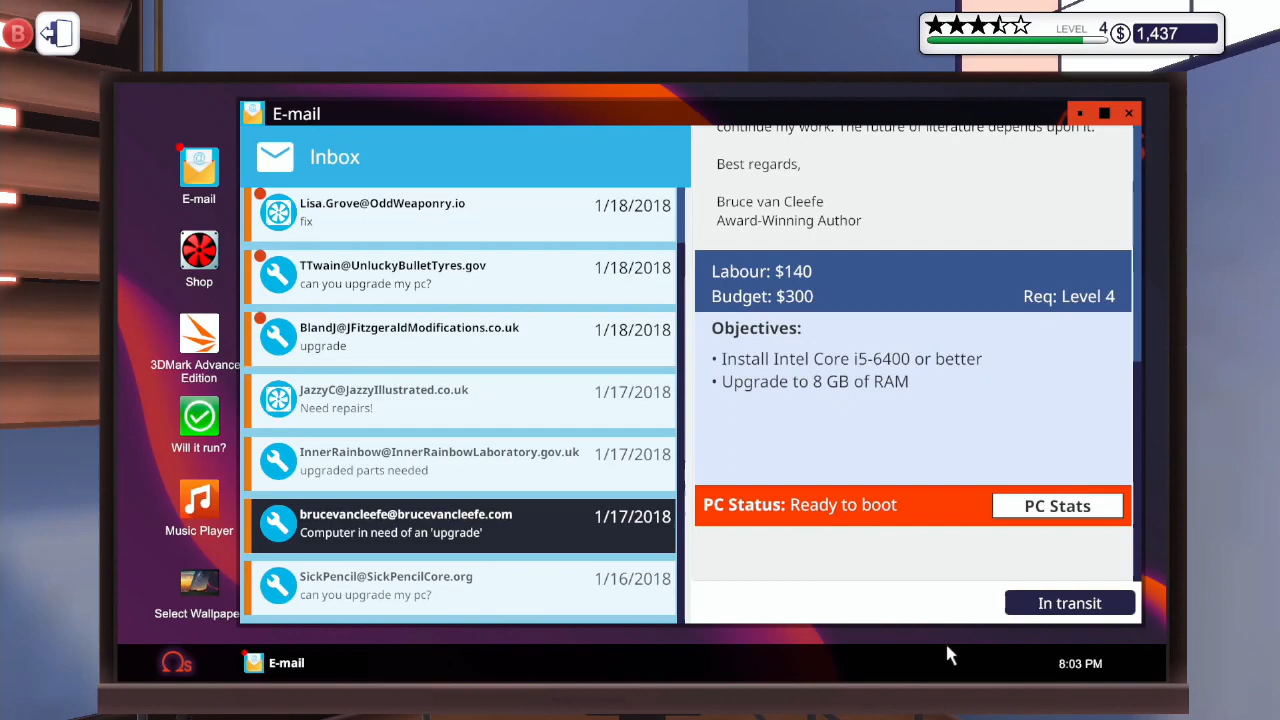 B
LEVEL 4
$ 1,437
E-mail
Inbox
Lisa.Grove@OddWeaponry.io 1/18/2018
fix
TTwain@UnluckyBulletTyres.gov 1/18/2018
can you upgrade my pc?
BlandJ@JFitzgeraldModifications.co.uk 1/18/2018
upgrade
JazzyC@JazzyIllustrated.co.uk 1/17/2018
Need repairs!
InnerRainbow@InnerRainbowLaboratory.gov.uk 1/17/2018
upgraded parts needed
brucevancleefe@brucevancleefe.com 1/17/2018
Computer in need of an 'upgrade'
SickPencil@SickPencilCore.org 1/16/2018
can you upgrade my pc?
continue my work. The future of literature depends upon it.
Best regards,
Bruce van Cleefe
Award-Winning Author
Labour: $140
Budget: $300 Req: Level 4
Objectives:
• Install Intel Core i5-6400 or better
• Upgrade to 8 GB of RAM
PC Status: Ready to boot PC Stats
In transit
E-mail
Shop
3DMark Advance
Edition
Will it run?
Music Player
Select Wallpape
Ωs E-mail 8:03 PM